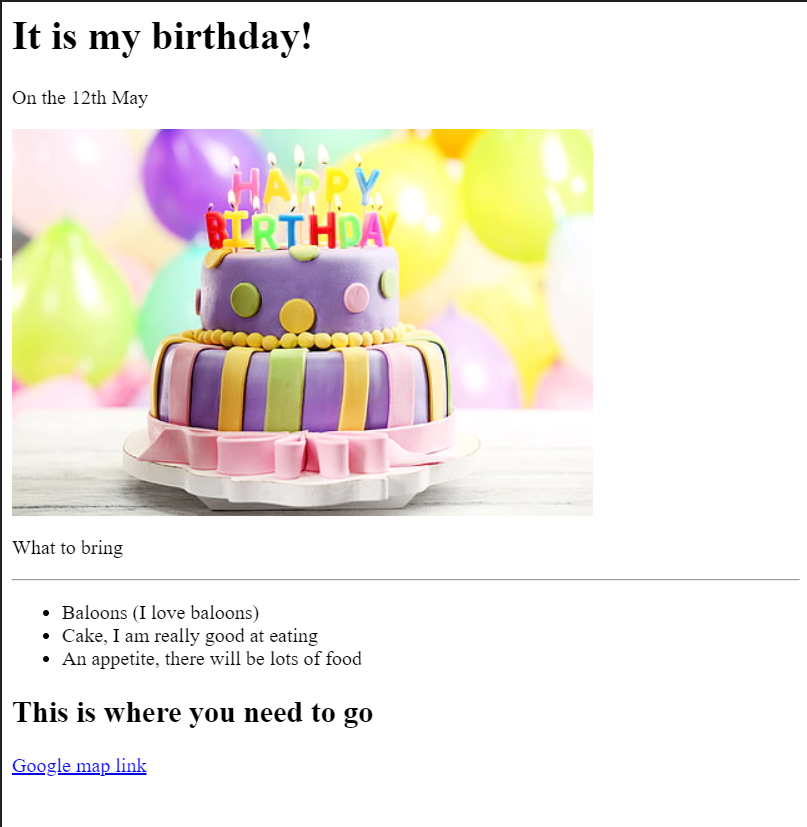 It is my birthday!
On the 12th May
HAPPY
BIRTHDAY
What to bring
Baloons (I love baloons)
Cake, I am really good at eating
An appetite, there will be lots of food
This is where you need to go
Google map link